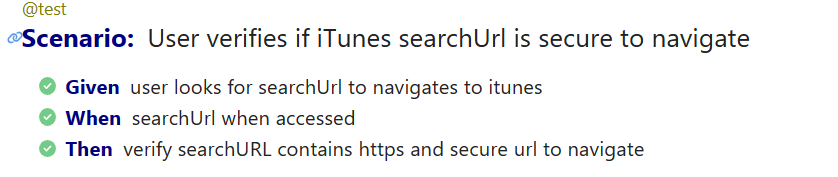 @test
Scenario: User verifies if iTunes searchUrl is secure to navigate
Given user looks for searchUrl to navigates to itunes
When searchUrl when accessed
Then verify searchURL contains https and secure url to navigate